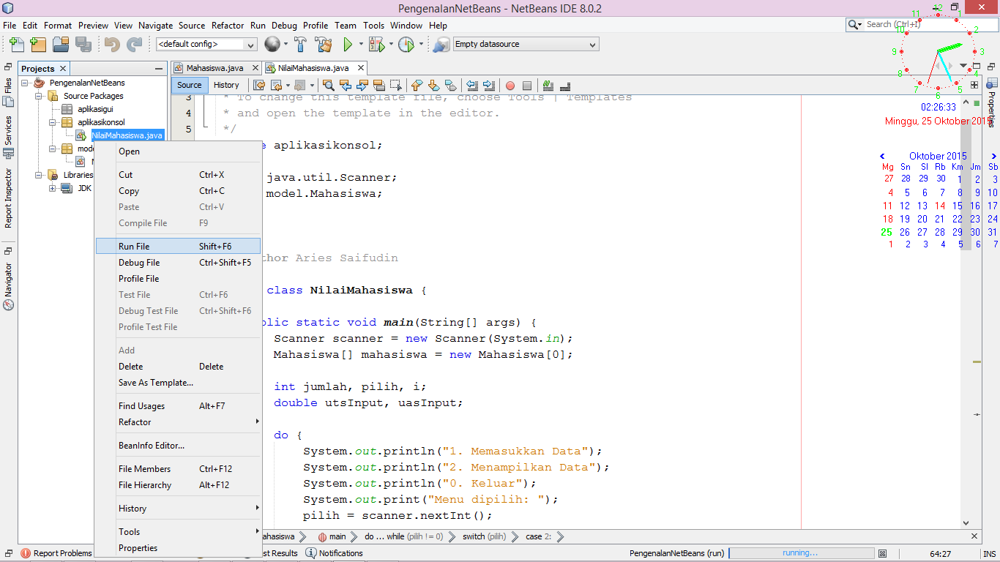 PengenalanNetBeans - NetBeans IDE 8.0.2
File Edit Format Preview View Navigate Source Refactor Run Debug Profile Team Tools Window Help
Search (Ctrl+I)
<default config>
Empty datasource
Files
Services
Report Inspector
Navigator
Projects
PengenalanNetBeans
Source Packages
aplikasigui
aplikasikonsol
NilaiMahasiswa.java
Libraries
JDK
Open
Cut Ctrl+X
Copy Ctrl+C
Paste Ctrl+V
Compile File F9
Run File Shift+F6
Debug File Ctrl+Shift+F5
Profile File
Test File Ctrl+F6
Debug Test File Ctrl+Shift+F6
Profile Test File
Add
Delete Delete
Save As Template...
Find Usages Alt+F7
Refactor
BeanInfo Editor...
File Members Ctrl+F12
File Hierarchy Alt+F12
History
Tools
Properties
Mahasiswa.java NilaiMahasiswa.java
Source History
3 * To change this template file, choose Tools | Templates
4 * and open the template in the editor.
5 */
e aplikasikonsol;
java.util.Scanner;
model.Mahasiswa;
hor Aries Saifudin
class NilaiMahasiswa {
blic static void main(String[] args) {
Scanner scanner = new Scanner(System.in);
Mahasiswa[] mahasiswa = new Mahasiswa[0];
int jumlah, pilih, i;
double utsInput, uasInput;
do {
System.out.println("1. Memasukkan Data");
System.out.println("2. Menampilkan Data");
System.out.println("0. Keluar");
System.out.print("Menu dipilih: ");
pilih = scanner.nextInt();
ahasiswa main do ... while (pilih != 0) switch (pilih) case 2:
12
1
2
3
4
5
6
7
8
9
10
11
02:26:33
Minggu, 25 Oktober 2015
Oktober 2015
Mg Sn Sl Rb Km Jm Sb
27 28 29 30 1 2 3
4 5 6 7 8 9 10
11 12 13 14 15 16 17
18 19 20 21 22 23 24
25 26 27 28 29 30 31
1 2 3 4 5 6 7
Properties
Report Problems
st Results
Notifications
PengenalanNetBeans (run)
running...
64:27
INS